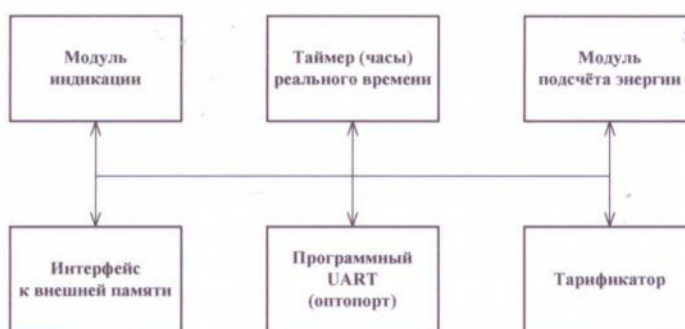 Модуль
индикации
Таймер (часы)
реального времени
Модуль
подсчёта энергии
Интерфейс
к внешней памяти
Программный
UART
(оптопорт)
Тарификатор